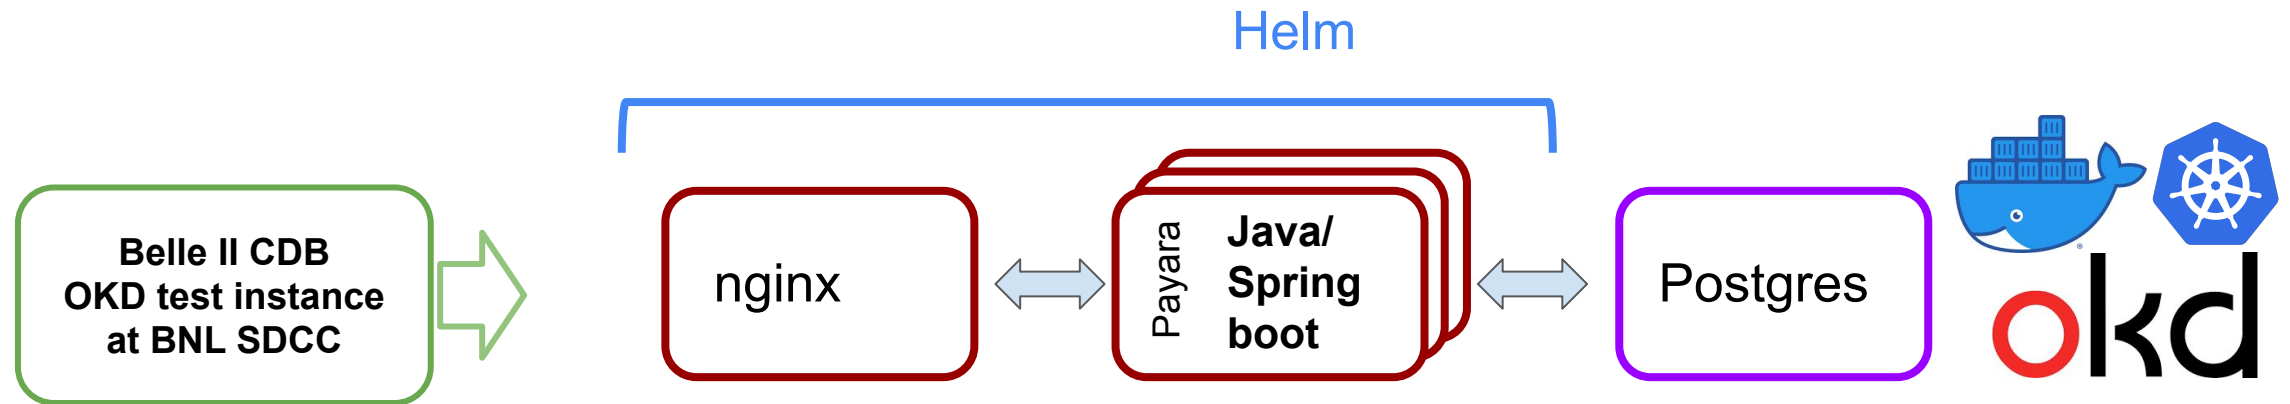 Helm
Belle II CDB
OKD test instance
at BNL SDCC
nginx
Payara
Java/
Spring
boot
Postgres
®
okd